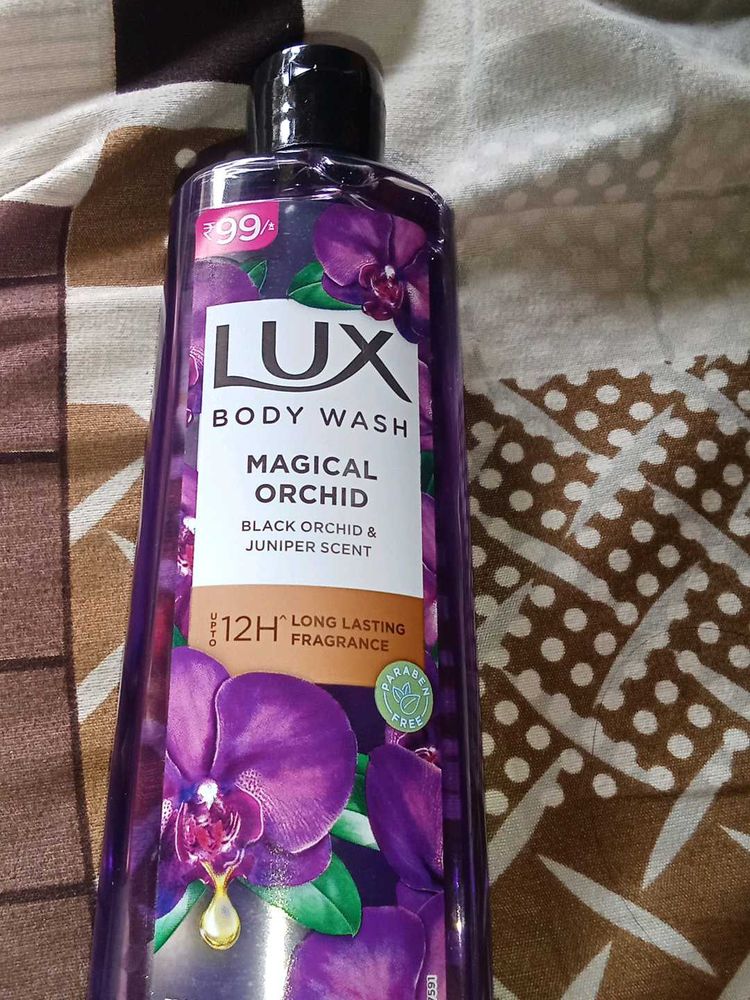 ₹99/*
LUX
BODY WASH
MAGICAL
ORCHID
BLACK ORCHID &
JUNIPER SCENT
UPTO 12H^ LONG LASTING
FRAGRANCE
PARABEN
FREE